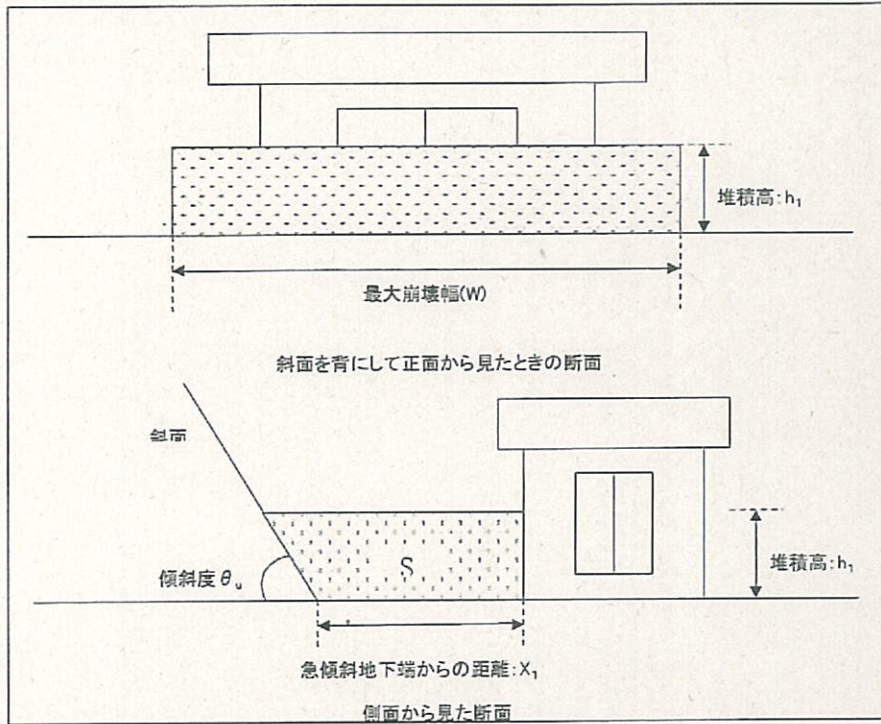 堆積高:h₁
最大崩壊幅(W)
斜面を背にして正面から見たときの断面
斜面
S
傾斜度θᵤ
堆積高:h₁
急傾斜地下端からの距離:X₁
側面から見た断面